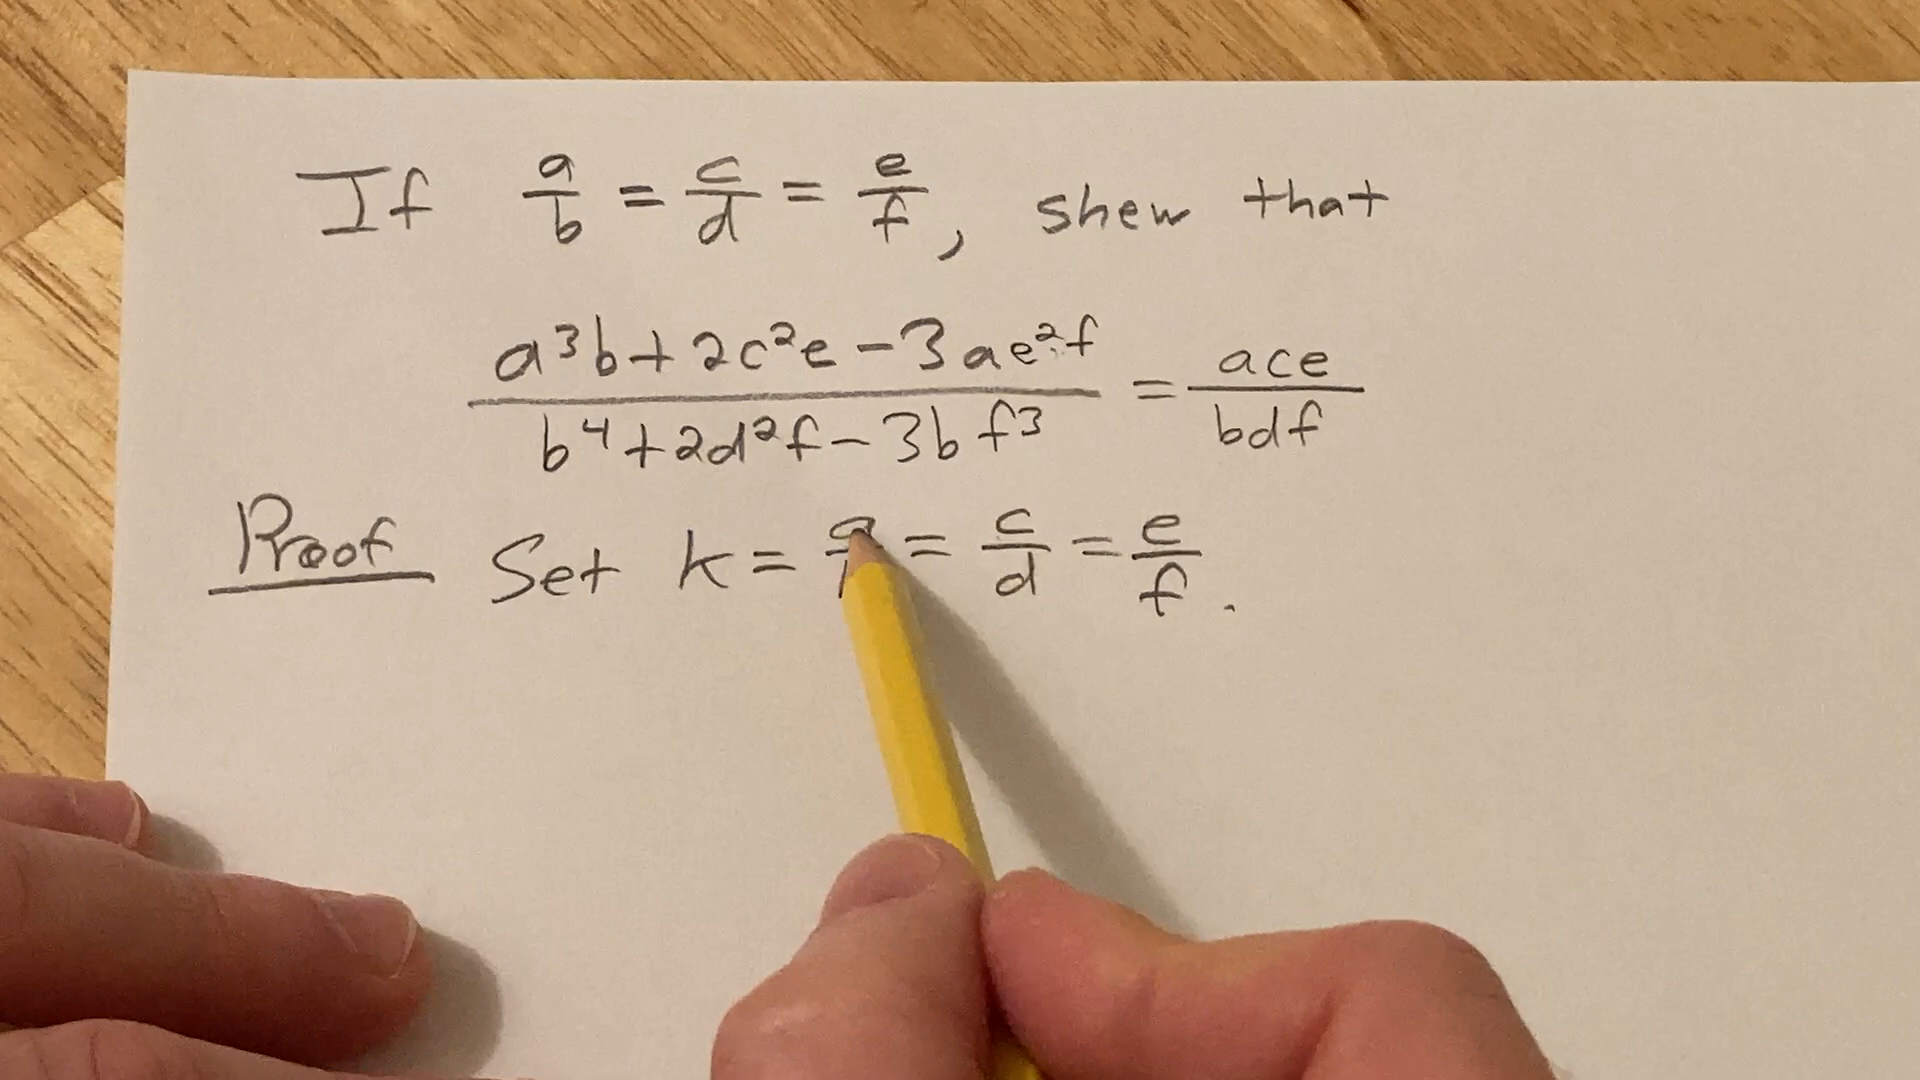 If a/b = c/d = e/f, shew that
(a³b + 2c²e − 3ae²f)/(b⁴ + 2d²f − 3bf³) = ace/bdf
Proof Set k = a/b = c/d = e/f.